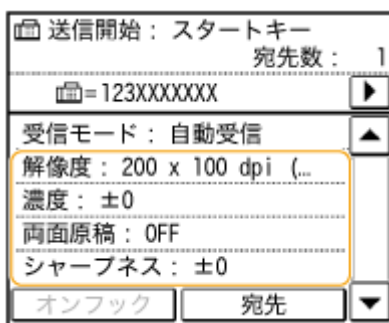 送信開始： スタートキー
宛先数： 1
=123XXXXXXX
受信モード： 自動受信
解像度： 200 x 100 dpi (…
濃度： ±0
両面原稿： OFF
シャープネス： ±0
オンフック 宛先